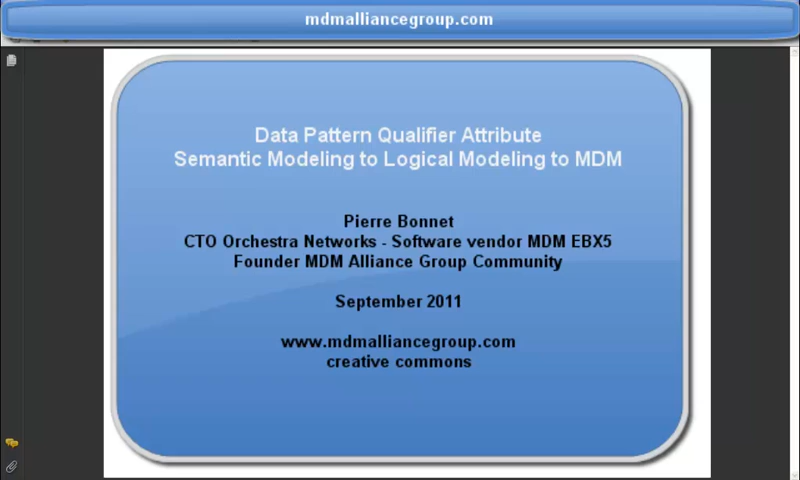 mdmalliancegroup.com
Data Pattern Qualifier Attribute
Semantic Modeling to Logical Modeling to MDM
Pierre Bonnet
CTO Orchestra Networks - Software vendor MDM EBX5
Founder MDM Alliance Group Community
September 2011
www.mdmalliancegroup.com
creative commons